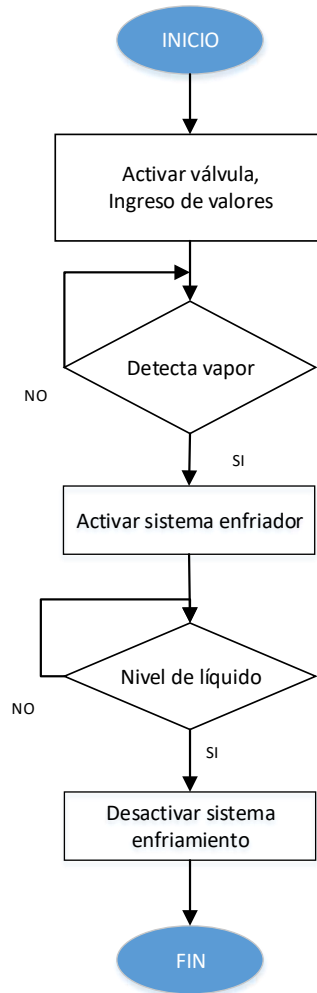 INICIO
Activar válvula,
Ingreso de valores
Detecta vapor
NO
SI
Activar sistema enfriador
Nivel de líquido
NO
SI
Desactivar sistema
enfriamiento
FIN